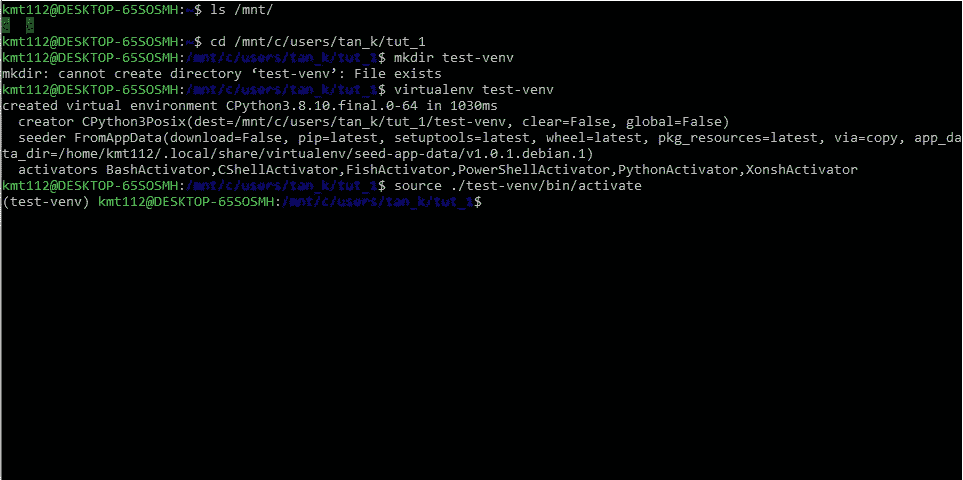 kmt112@DESKTOP-65SOSMH:~$ ls /mnt/
kmt112@DESKTOP-65SOSMH:~$ cd /mnt/c/users/tan_k/tut_1
kmt112@DESKTOP-65SOSMH:/mnt/c/users/tan_k/tut_1$ mkdir test-venv
mkdir: cannot create directory ‘test-venv’: File exists
kmt112@DESKTOP-65SOSMH:/mnt/c/users/tan_k/tut_1$ virtualenv test-venv
created virtual environment CPython3.8.10.final.0-64 in 1030ms
  creator CPython3Posix(dest=/mnt/c/users/tan_k/tut_1/test-venv, clear=False, global=False)
  seeder FromAppData(download=False, pip=latest, setuptools=latest, wheel=latest, pkg_resources=latest, via=copy, app_da
ta_dir=/home/kmt112/.local/share/virtualenv/seed-app-data/v1.0.1.debian.1)
  activators BashActivator,CShellActivator,FishActivator,PowerShellActivator,PythonActivator,XonshActivator
kmt112@DESKTOP-65SOSMH:/mnt/c/users/tan_k/tut_1$ source ./test-venv/bin/activate
(test-venv) kmt112@DESKTOP-65SOSMH:/mnt/c/users/tan_k/tut_1$